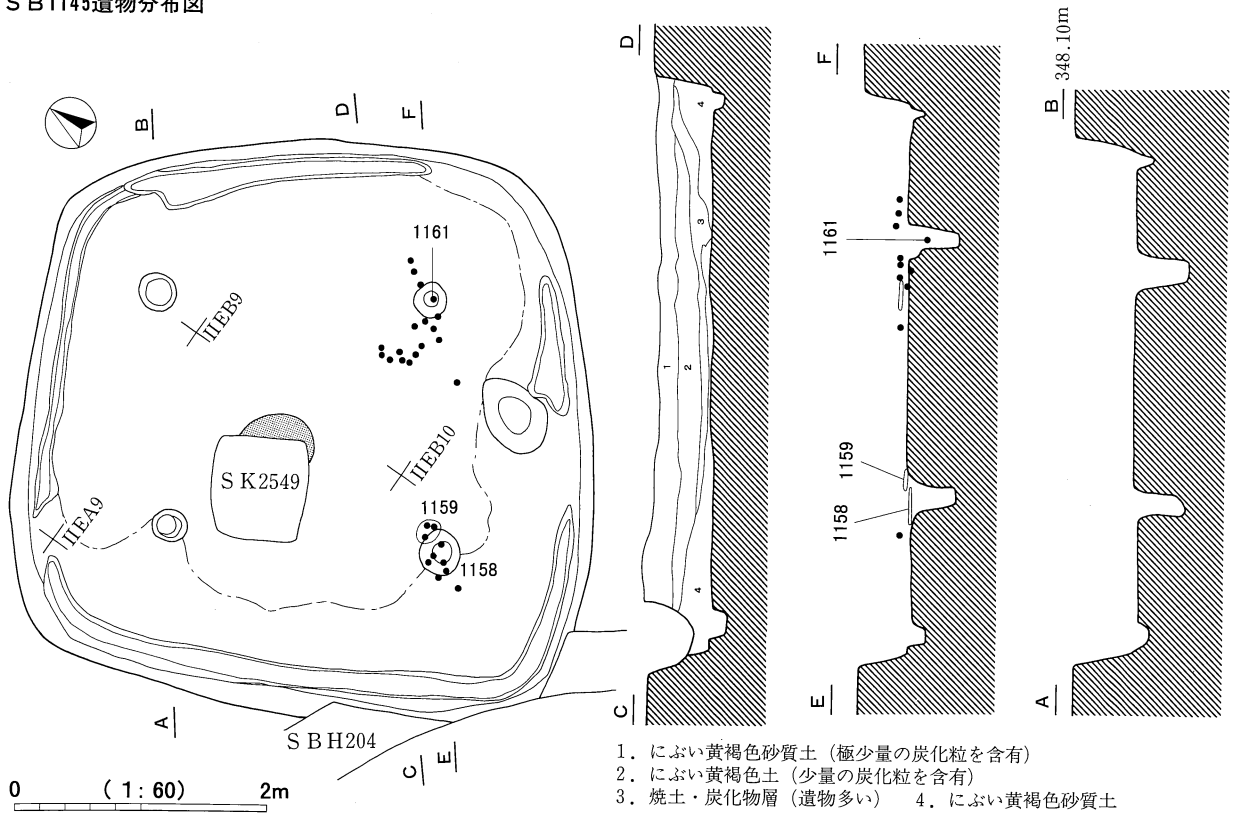 SB1145遺物分布図
B
D
F
1161
ⅡEB9
ⅡEB10
SK2549
ⅡEA9
1159
1158
A
SBH204
C
E
0 (1:60) 2m
D
4
3
1
2
4
C
F
1161
1159
1158
E
348.10m
B
A
1. にぶい黄褐色砂質土 (極少量の炭化粒を含有)
2. にぶい黄褐色土 (少量の炭化粒を含有)
3. 焼土・炭化物層 (遺物多い) 4. にぶい黄褐色砂質土